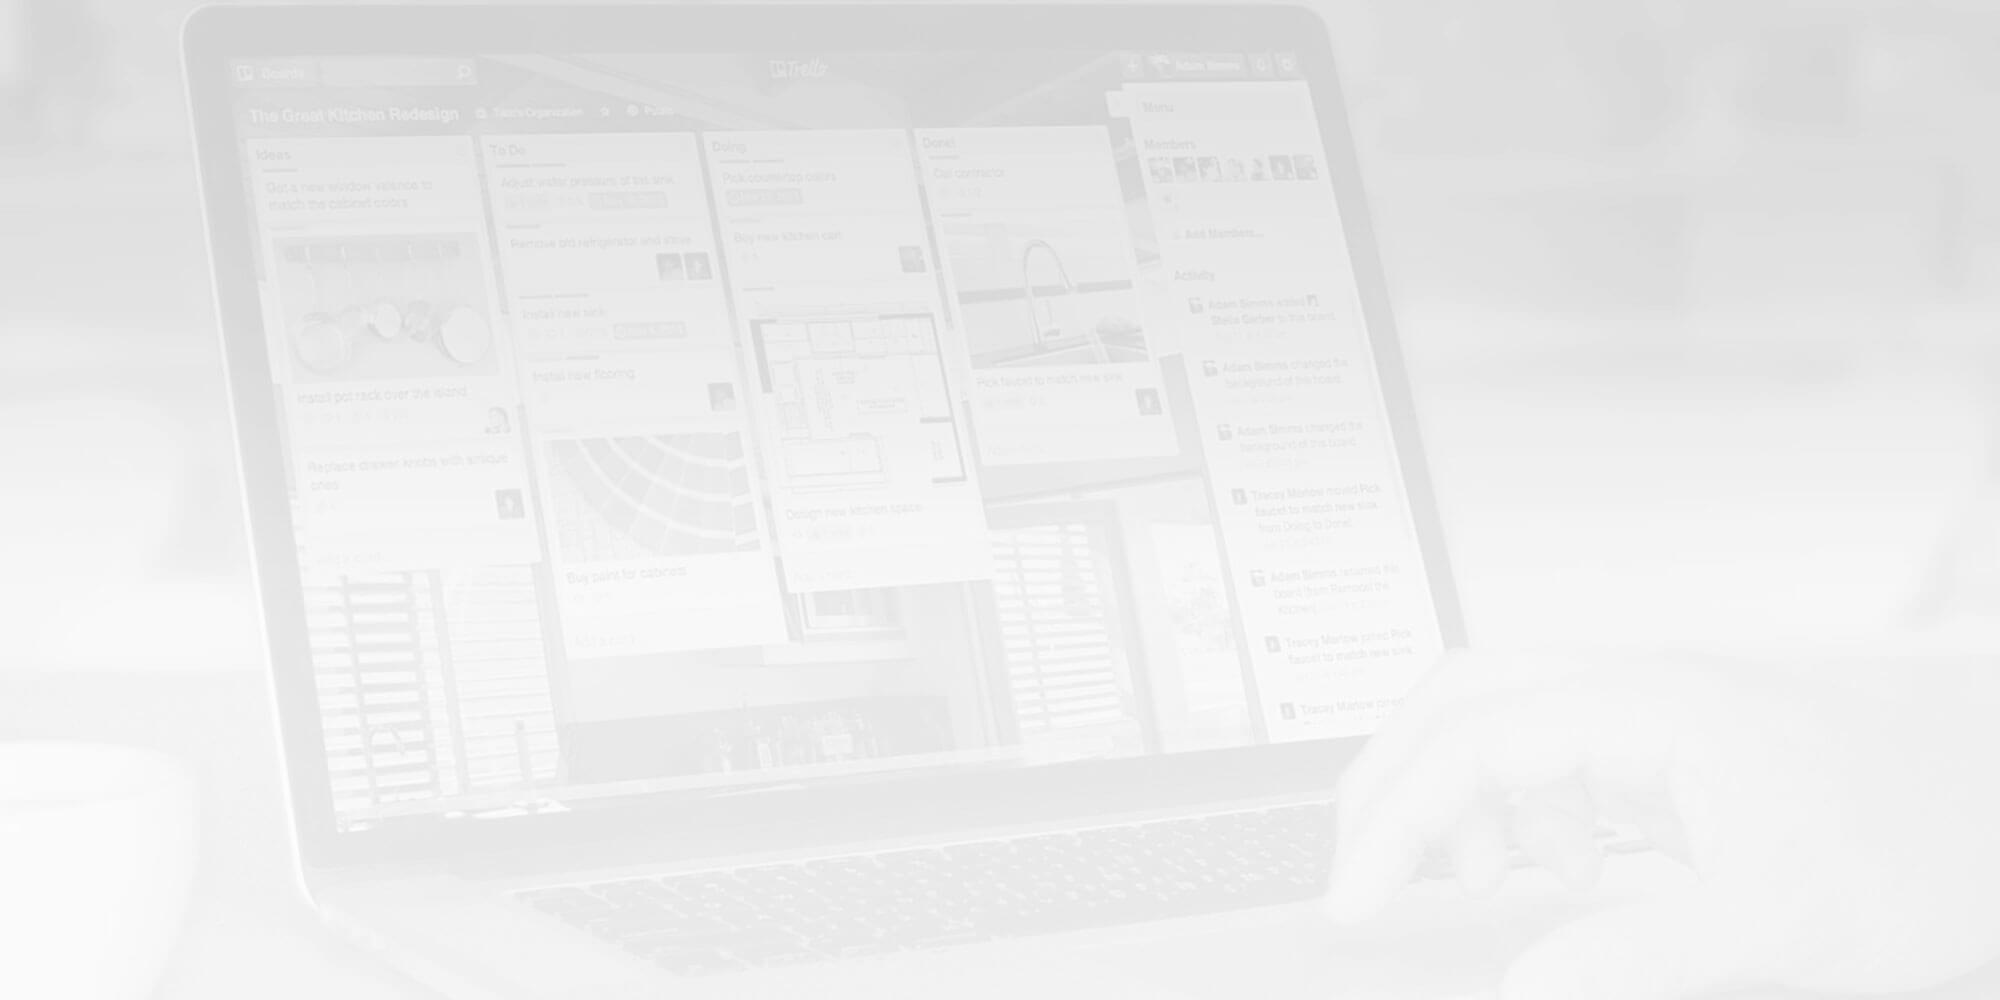 Boards
Trello
Adam Simms
The Great Kitchen Redesign
Taco's Organization
Public
Ideas
Get a new window valence to
match the cabinet colors
Install pot rack over the island
Replace drawer knobs with antique
ones
Add a card...
To Do
Adjust water pressure of the sink
Remove old refrigerator and stove
Install new sink
Install new flooring
Buy paint for cabinets
Add a card...
Doing
Pick countertop colors
Buy new kitchen cart
Design new kitchen space
Add a card...
Done!
Call contractor
Pick faucet to match new sink
Add a card...
Menu
Members
Add Members...
Activity
Adam Simms added
Stella Garber to this board.
Adam Simms changed the
background of this board.
Adam Simms changed the
background of this board.
Tracey Marlow moved Pick
faucet to match new sink
from Doing to Done!
Adam Simms renamed this
board (from Remodel the
Kitchen).
Tracey Marlow joined Pick
faucet to match new sink.
Tracey Marlow joined